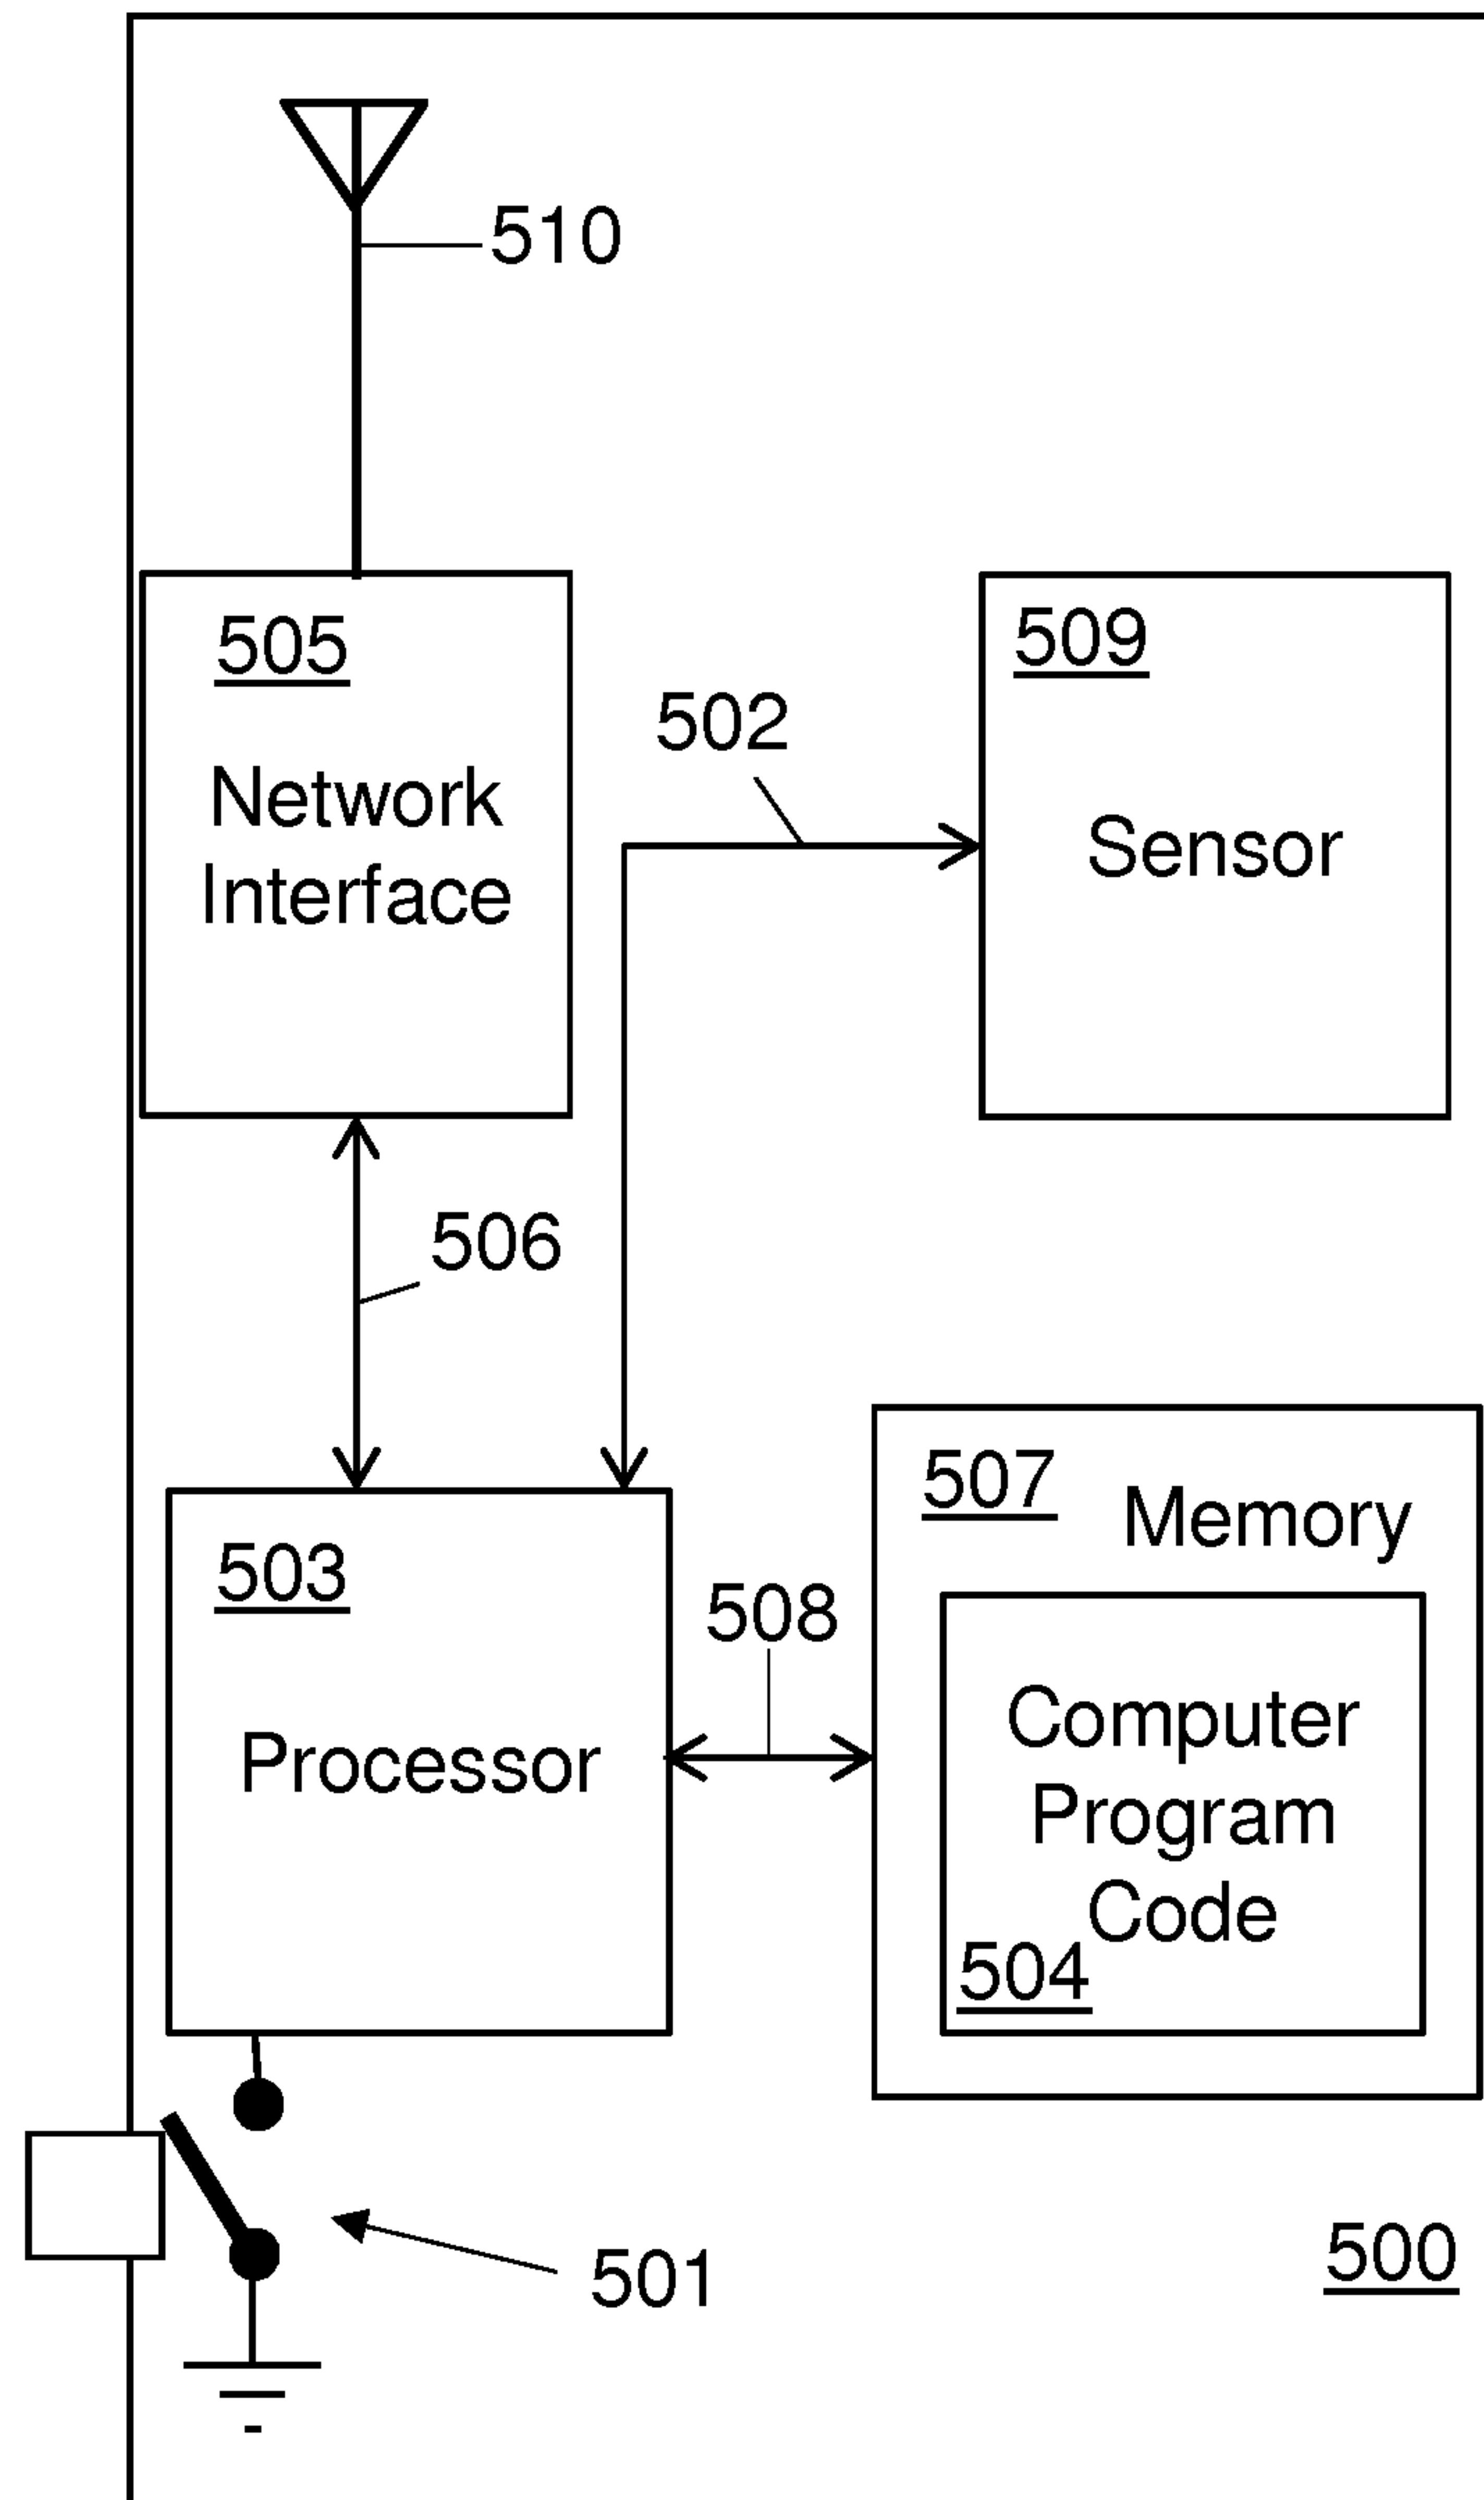 510
505
Network
Interface
509
Sensor
502
506
507
Memory
503
Processor
508
Computer
Program
Code
504
501
500